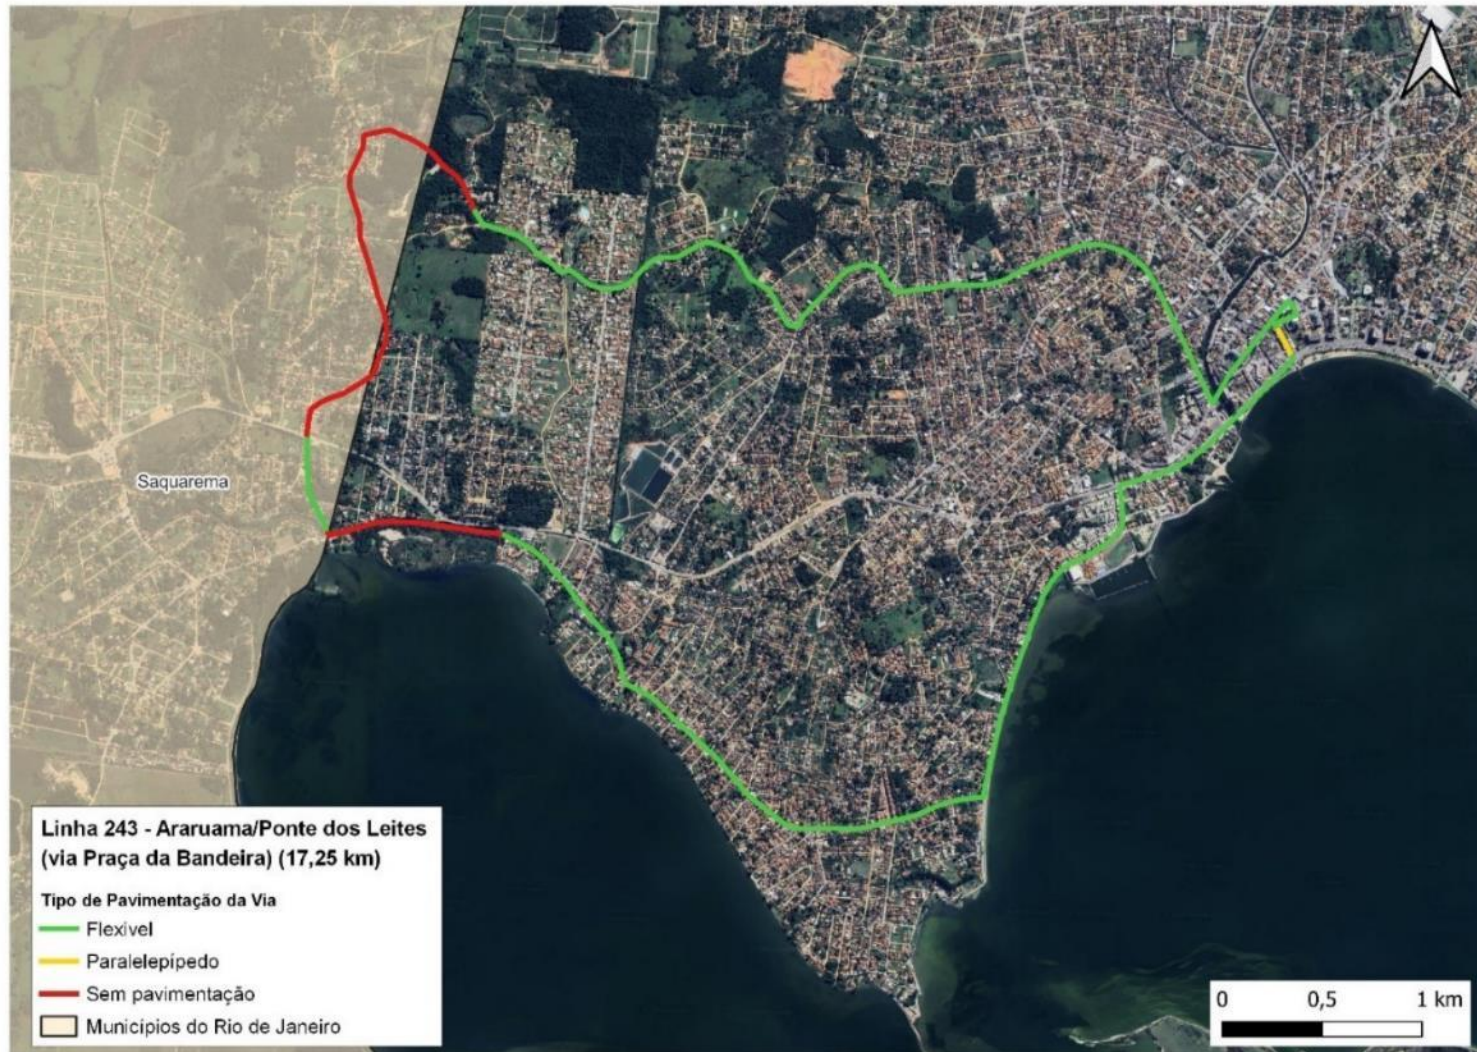 Saquarema
Linha 243 - Araruama/Ponte dos Leites
(via Praça da Bandeira) (17,25 km)
Tipo de Pavimentação da Via
Flexível
Paralelepípedo
Sem pavimentação
Municípios do Rio de Janeiro
0 0,5 1 km